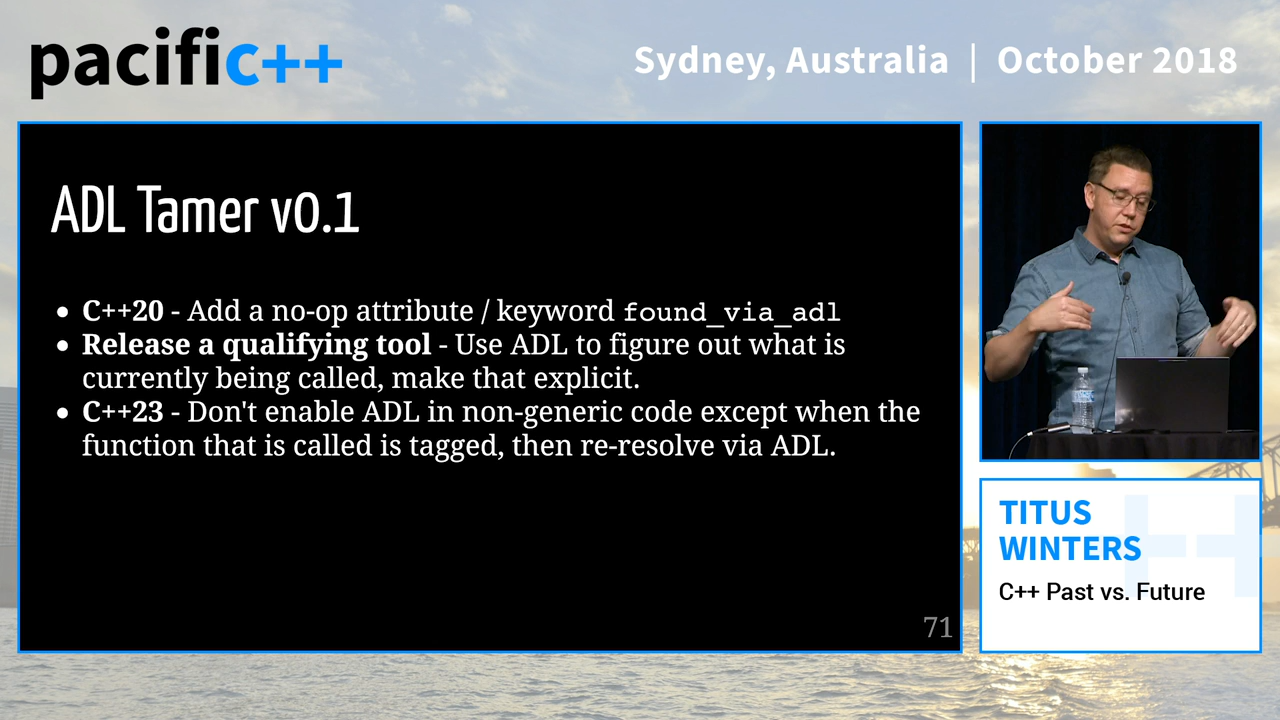 pacific++
Sydney, Australia | October 2018
ADL Tamer v0.1
• C++20 - Add a no-op attribute / keyword found_via_adl
• Release a qualifying tool - Use ADL to figure out what is
currently being called, make that explicit.
• C++23 - Don't enable ADL in non-generic code except when the
function that is called is tagged, then re-resolve via ADL.
71
TITUS
WINTERS
C++ Past vs. Future